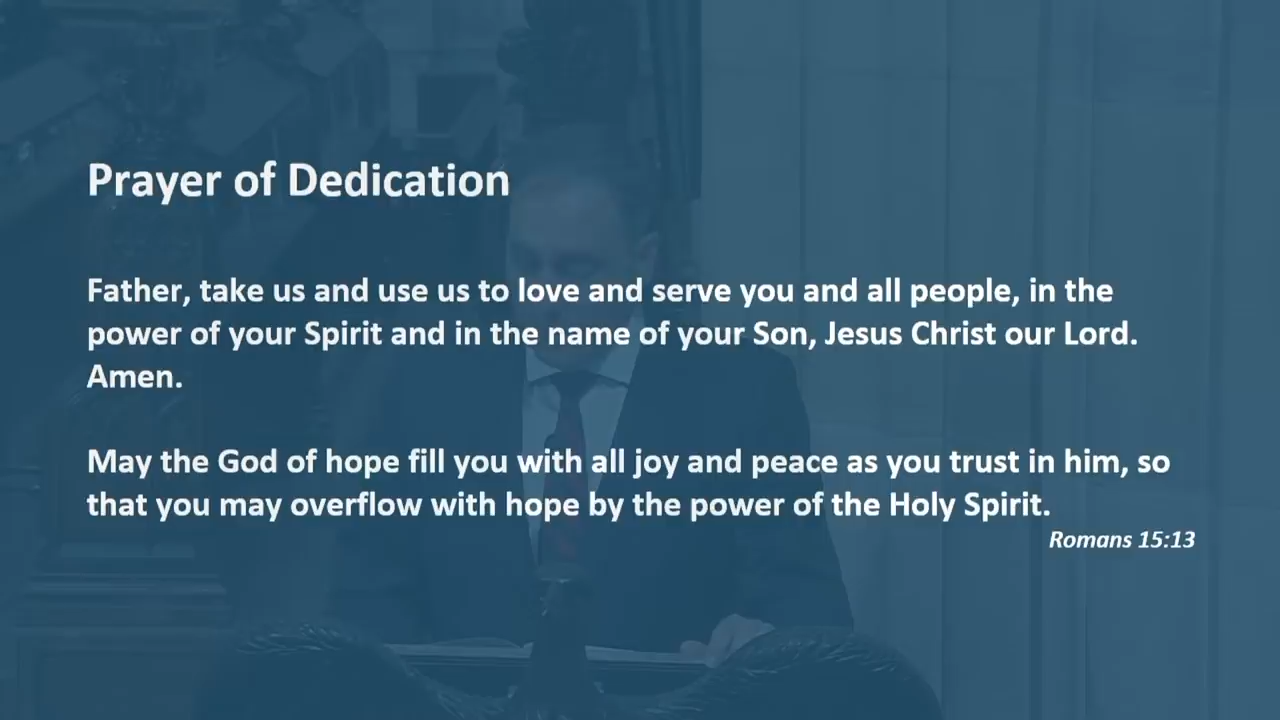 Prayer of Dedication
Father, take us and use us to love and serve you and all people, in the
power of your Spirit and in the name of your Son, Jesus Christ our Lord.
Amen.
May the God of hope fill you with all joy and peace as you trust in him, so
that you may overflow with hope by the power of the Holy Spirit.
Romans 15:13